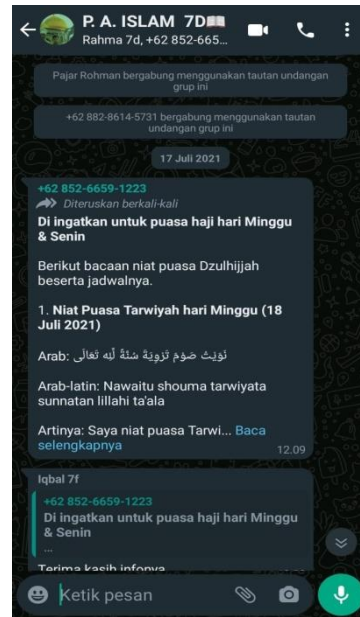 P. A. ISLAM 7D
Rahma 7d, +62 852-665...
Pajar Rohman bergabung menggunakan tautan undangan
grup ini
+62 882-8614-5731 bergabung menggunakan tautan
undangan grup ini
17 Juli 2021
+62 852-6659-1223
Diteruskan berkali-kali
Di ingatkan untuk puasa haji hari Minggu
& Senin
Berikut bacaan niat puasa Dzulhijjah
beserta jadwalnya.
1. Niat Puasa Tarwiyah hari Minggu (18
Juli 2021)
Arab: نَوَيْتُ صَوْمَ تَرْوِيَةَ سُنَّةً لِّلِه تَعَالَى
Arab-latin: Nawaitu shouma tarwiyata
sunnatan lillahi ta'ala
Artinya: Saya niat puasa Tarwi... Baca
selengkapnya
12.09
Iqbal 7f
+62 852-6659-1223
Di ingatkan untuk puasa haji hari Minggu
& Senin
...
Terima kasih infonya
Ketik pesan